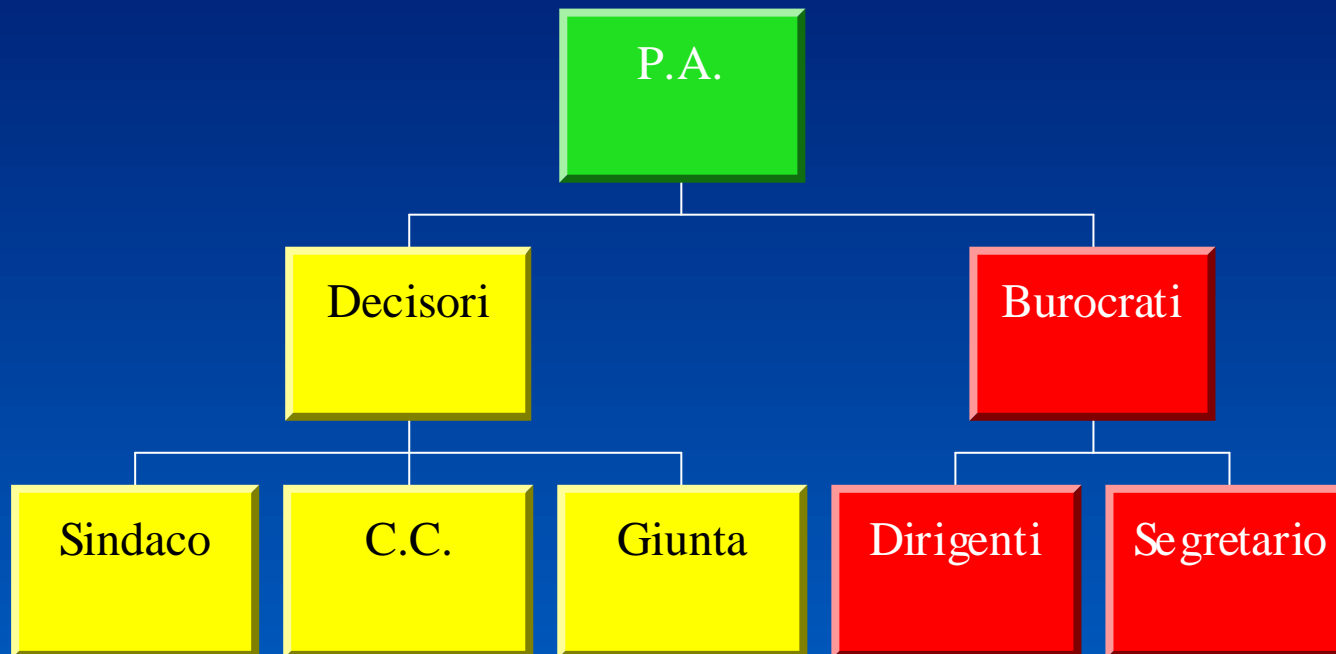 P.A.
Decisori
Burocrati
Sindaco
C.C.
Giunta
Dirigenti
Segretario